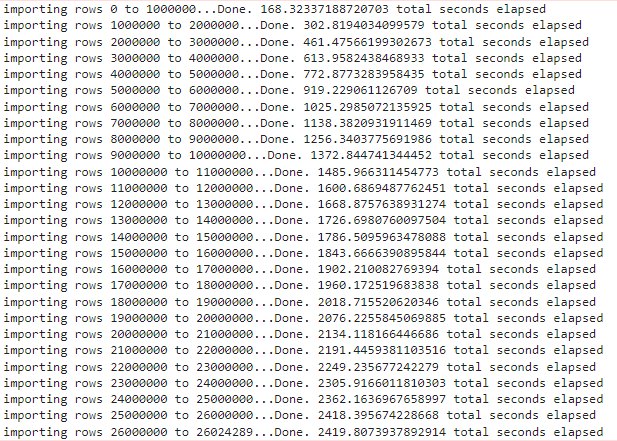 importing rows 0 to 1000000...Done. 168.32337188720703 total seconds elapsed
importing rows 1000000 to 2000000...Done. 302.8194034099579 total seconds elapsed
importing rows 2000000 to 3000000...Done. 461.47566199302673 total seconds elapsed
importing rows 3000000 to 4000000...Done. 613.9582438468933 total seconds elapsed
importing rows 4000000 to 5000000...Done. 772.8773283958435 total seconds elapsed
importing rows 5000000 to 6000000...Done. 919.229061126709 total seconds elapsed
importing rows 6000000 to 7000000...Done. 1025.2985072135925 total seconds elapsed
importing rows 7000000 to 8000000...Done. 1138.3820931911469 total seconds elapsed
importing rows 8000000 to 9000000...Done. 1256.3403775691986 total seconds elapsed
importing rows 9000000 to 10000000...Done. 1372.844741344452 total seconds elapsed
importing rows 10000000 to 11000000...Done. 1485.966311454773 total seconds elapsed
importing rows 11000000 to 12000000...Done. 1600.6869487762451 total seconds elapsed
importing rows 12000000 to 13000000...Done. 1668.8757638931274 total seconds elapsed
importing rows 13000000 to 14000000...Done. 1726.6980760097504 total seconds elapsed
importing rows 14000000 to 15000000...Done. 1786.5095963478088 total seconds elapsed
importing rows 15000000 to 16000000...Done. 1843.6666390895844 total seconds elapsed
importing rows 16000000 to 17000000...Done. 1902.210082769394 total seconds elapsed
importing rows 17000000 to 18000000...Done. 1960.172519683838 total seconds elapsed
importing rows 18000000 to 19000000...Done. 2018.715520620346 total seconds elapsed
importing rows 19000000 to 20000000...Done. 2076.2255845069885 total seconds elapsed
importing rows 20000000 to 21000000...Done. 2134.118166446686 total seconds elapsed
importing rows 21000000 to 22000000...Done. 2191.4459381103516 total seconds elapsed
importing rows 22000000 to 23000000...Done. 2249.235677242279 total seconds elapsed
importing rows 23000000 to 24000000...Done. 2305.9166011810303 total seconds elapsed
importing rows 24000000 to 25000000...Done. 2362.1636967658997 total seconds elapsed
importing rows 25000000 to 26000000...Done. 2418.395674228668 total seconds elapsed
importing rows 26000000 to 26024289...Done. 2419.8073937892914 total seconds elapsed